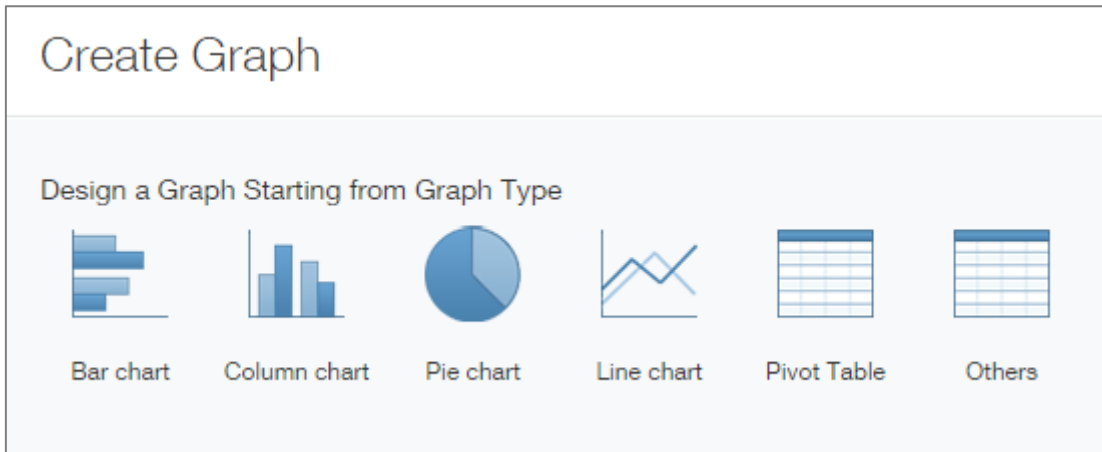 Create Graph
Design a Graph Starting from Graph Type
Bar chart Column chart Pie chart Line chart Pivot Table Others